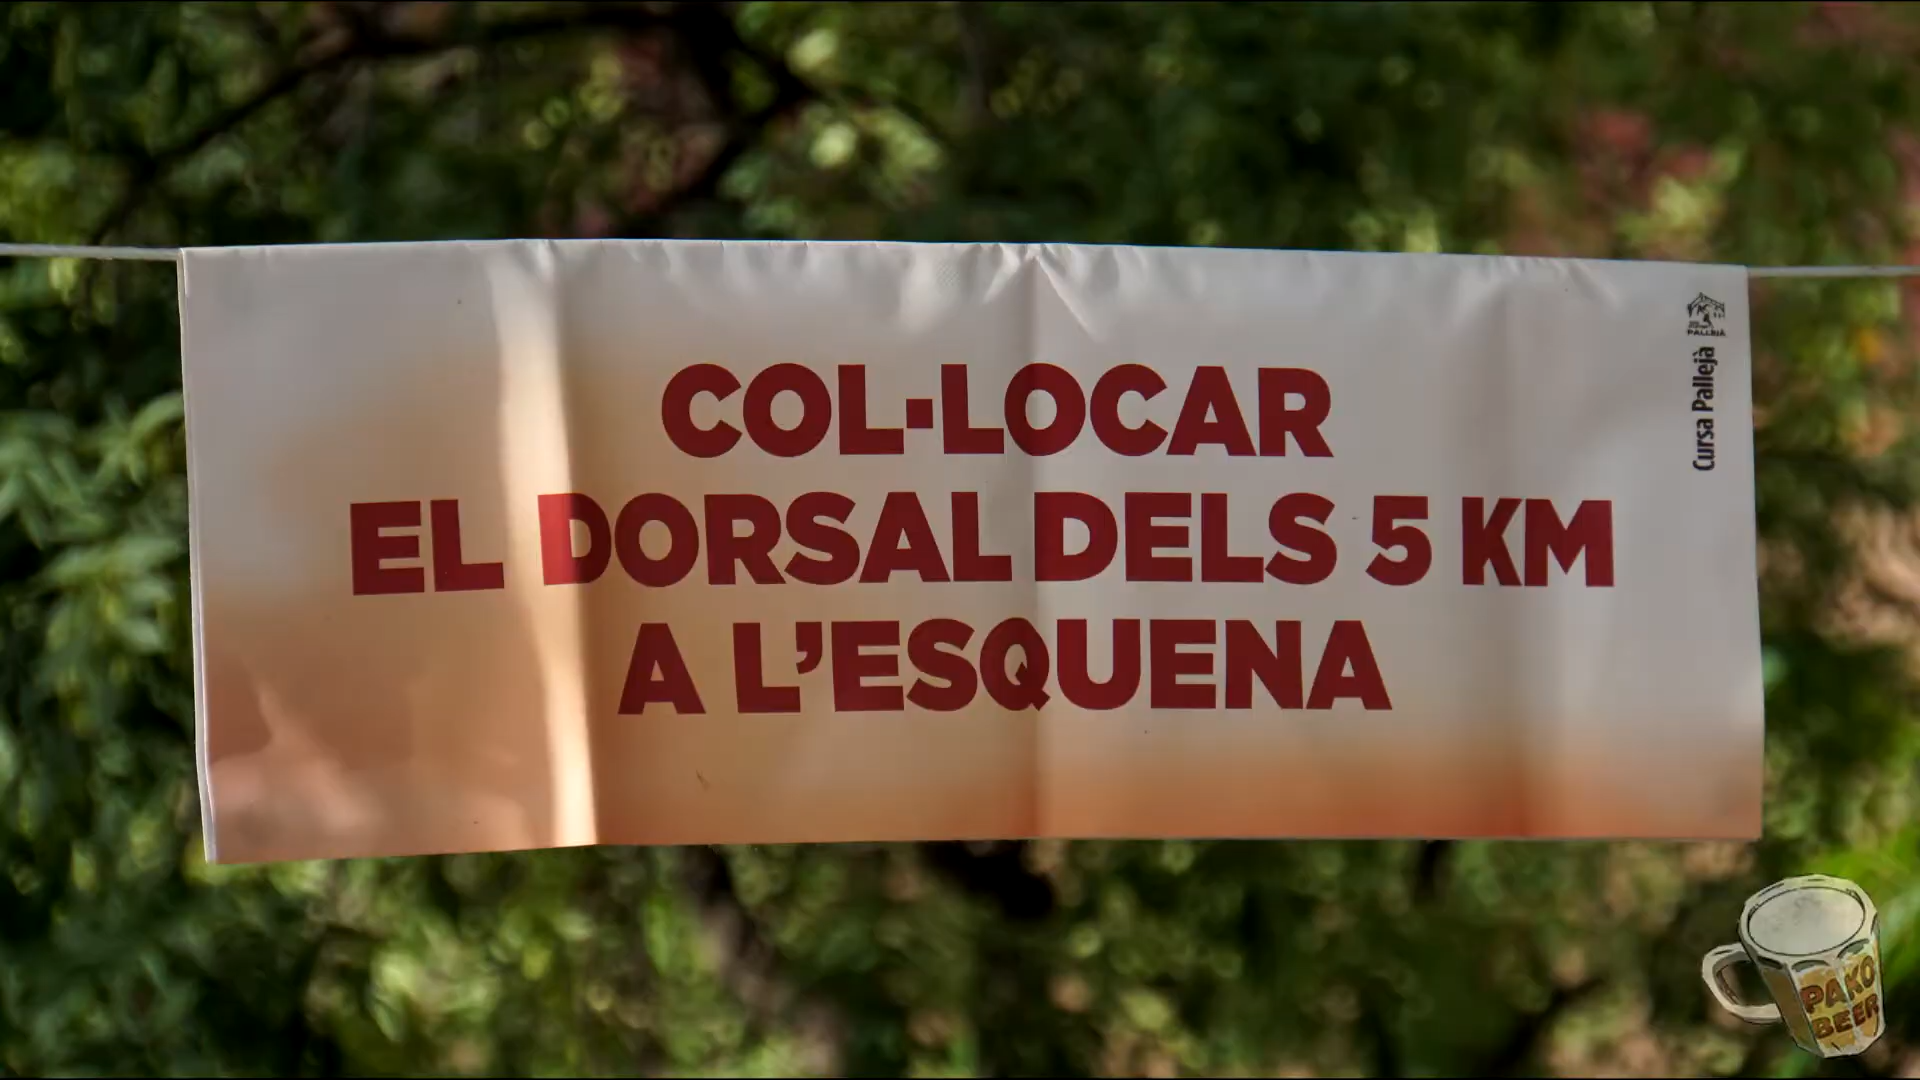 COL·LOCAR
EL DORSAL DELS 5 KM
A L’ESQUENA
PALLEJÀ
Cursa Pallejà
PAKO
BEER